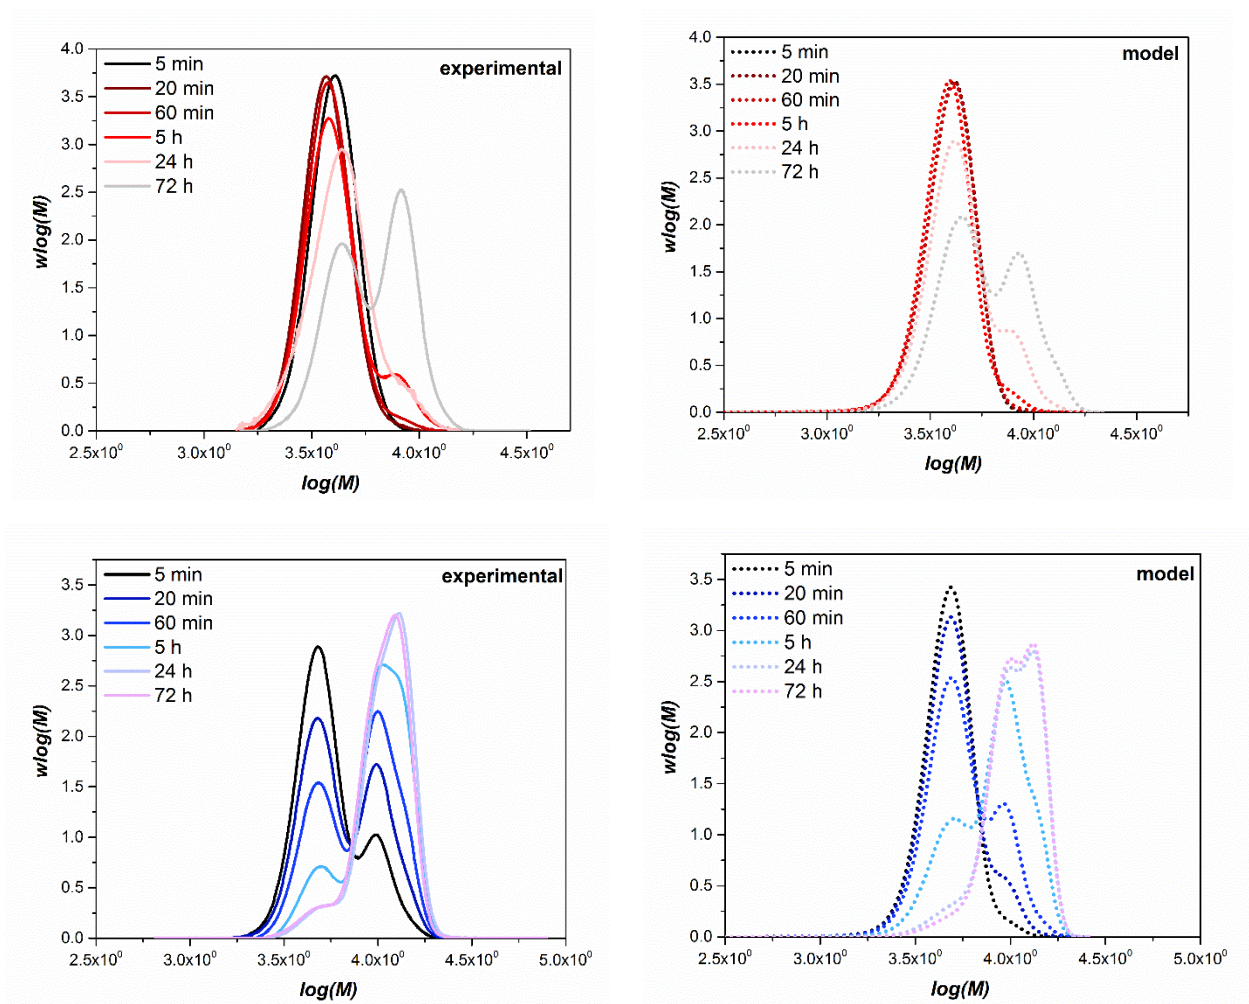 experimental
5 min
20 min
60 min
5 h
24 h
72 h
4.0
3.5
3.0
2.5
2.0
1.5
1.0
0.5
0.0
wlog(M)
2.5x10⁰
3.0x10⁰
3.5x10⁰
4.0x10⁰
4.5x10⁰
log(M)
model
5 min
20 min
60 min
5 h
24 h
72 h
4.0
3.5
3.0
2.5
2.0
1.5
1.0
0.5
0.0
wlog(M)
2.5x10⁰
3.0x10⁰
3.5x10⁰
4.0x10⁰
4.5x10⁰
log(M)
experimental
5 min
20 min
60 min
5 h
24 h
72 h
3.5
3.0
2.5
2.0
1.5
1.0
0.5
0.0
wlog(M)
2.5x10⁰
3.0x10⁰
3.5x10⁰
4.0x10⁰
4.5x10⁰
5.0x10⁰
log(M)
model
5 min
20 min
60 min
5 h
24 h
72 h
3.5
3.0
2.5
2.0
1.5
1.0
0.5
0.0
wlog(M)
2.5x10⁰
3.0x10⁰
3.5x10⁰
4.0x10⁰
4.5x10⁰
5.0x10⁰
log(M)